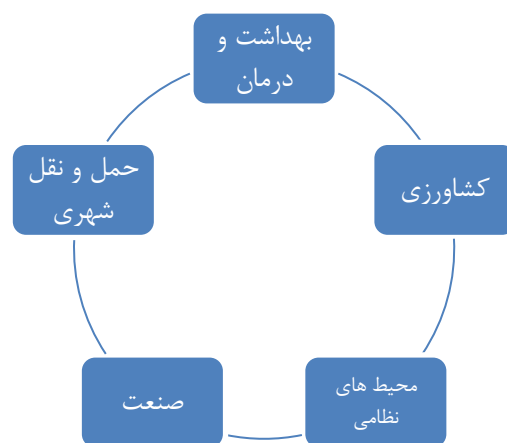 بهداشت و
درمان
کشاورزی
محیط های
نظامی
صنعت
حمل و نقل
شهری